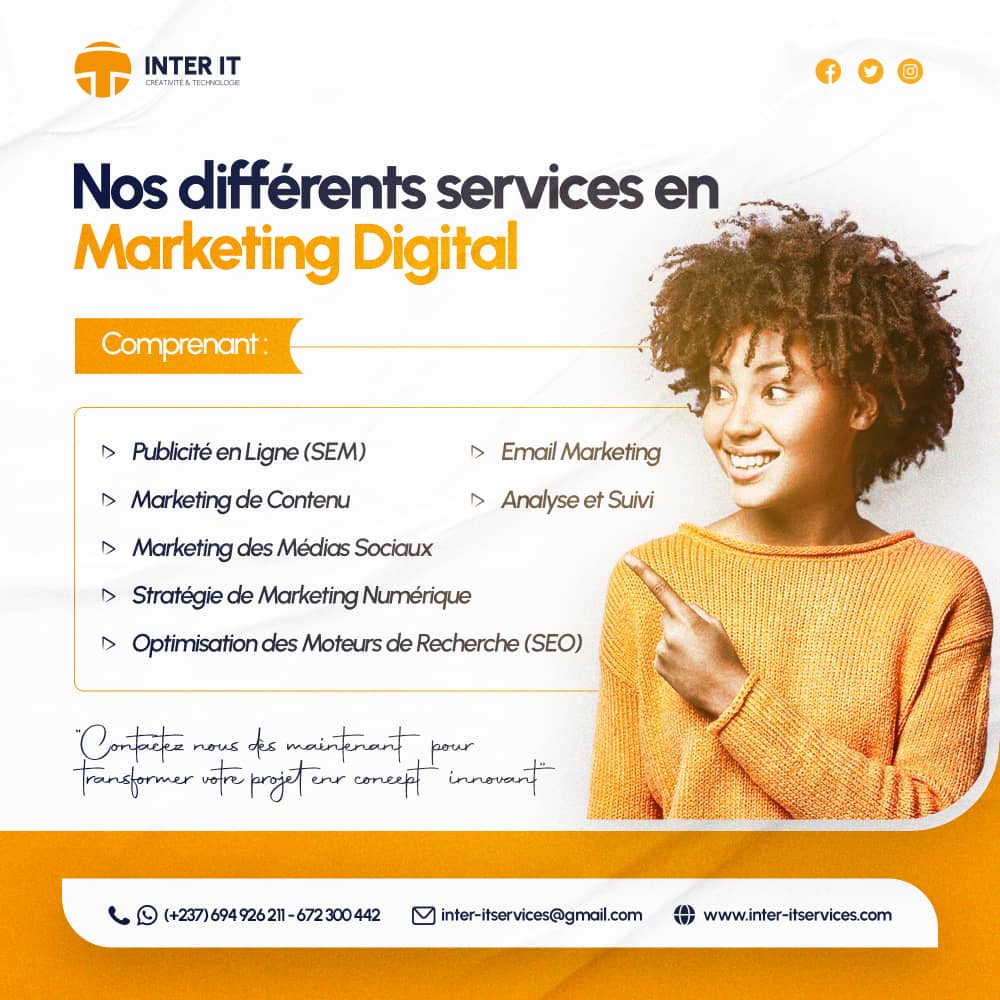 INTER IT
CREATIVITÉ & TECHNOLOGIE
Nos différents services en
Marketing Digital
Comprenant :
Publicité en Ligne (SEM)
Marketing de Contenu
Marketing des Médias Sociaux
Stratégie de Marketing Numérique
Optimisation des Moteurs de Recherche (SEO)
Email Marketing
Analyse et Suivi
"Contactez nous dès maintenant pour
transformer votre projet enr concept innovant"
(+237) 694 926 211 - 672 300 442
inter-itservices@gmail.com
www.inter-itservices.com